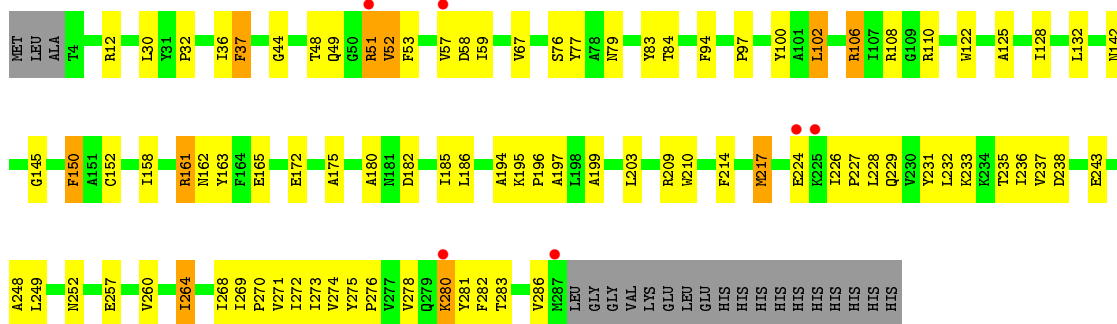 MET LEU ALA T4 R12 L30 Y31 P32 I36 F37 G44 T48 Q49 G50 R51 V52 F53 V57 D58 I59 V67 S76 Y77 A78 N79 Y83 T84 F94 P97 Y100 A101 L102 R106 I107 R108 G109 R110 W122 A125 I128 L132 N142
G145 F150 A151 C152 I158 R161 N162 Y163 F164 E165 E172 A175 A180 N181 D182 I185 L186 A194 K195 P196 A197 L198 A199 L203 R209 W210 F214 M217 E224 K225 I226 P227 L228 Q229 V230 Y231 L232 K233 K234 T235 I236 V237 D238 E243
A248 L249 N252 E257 V260 I264 I268 I269 P270 V271 I272 I273 V274 Y275 P276 V277 V278 Q279 K280 Y281 F282 T283 V286 M287 LEU GLY GLY VAL LYS GLU LEU GLU HIS HIS HIS HIS HIS HIS HIS HIS HIS HIS